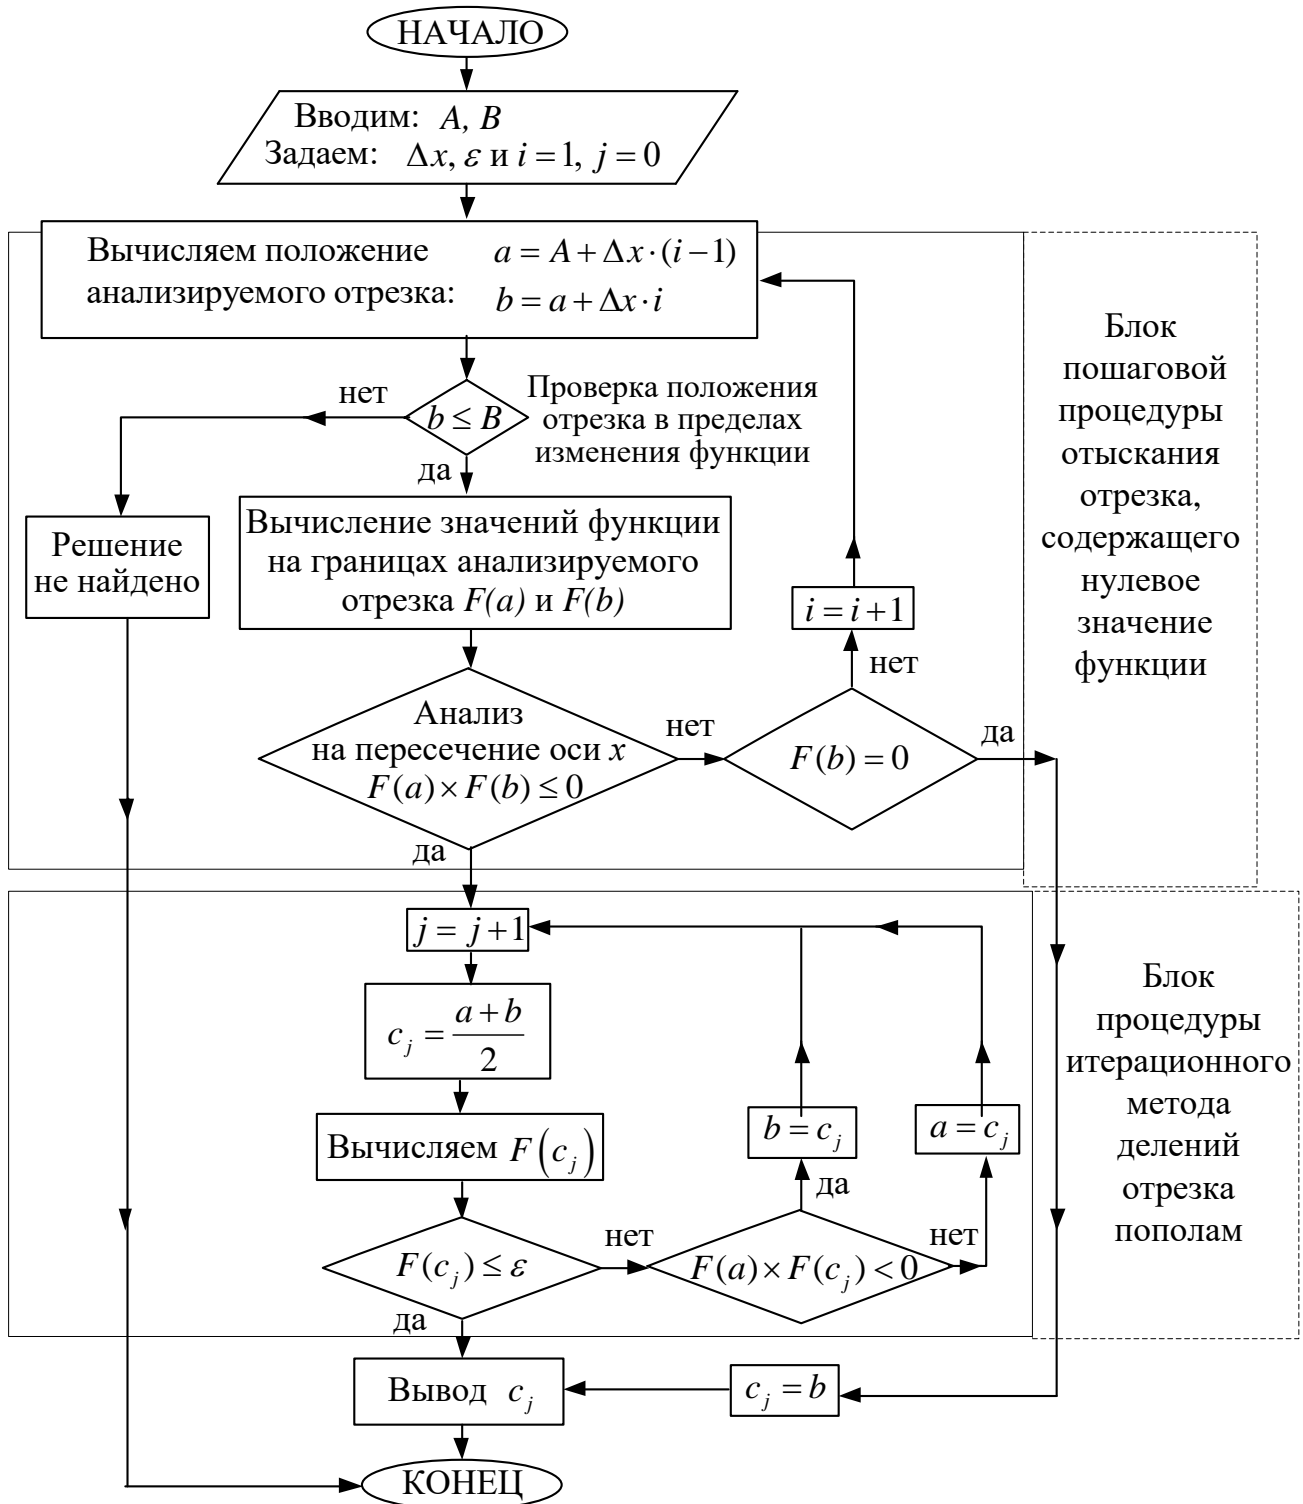 НАЧАЛО
Вводим: A, B
Задаем: Δx, ε и i = 1, j = 0
Вычисляем положение a = A + Δx · (i − 1)
анализируемого отрезка: b = a + Δx · i
нет
b ≤ B
Проверка положения
отрезка в пределах
изменения функции
да
Решение
не найдено
Вычисление значений функции
на границах анализируемого
отрезка F(a) и F(b)
i = i + 1
нет
Анализ
на пересечение оси x
F(a) × F(b) ≤ 0
нет
F(b) = 0
да
да
Блок
пошаговой
процедуры
отыскания
отрезка,
содержащего
нулевое
значение
функции
j = j + 1
c_j = (a + b) / 2
Вычисляем F(c_j)
b = c_j
a = c_j
да
F(c_j) ≤ ε
нет
F(a) × F(c_j) < 0
нет
да
Блок
процедуры
итерационного
метода
делений
отрезка
пополам
Вывод c_j
c_j = b
КОНЕЦ